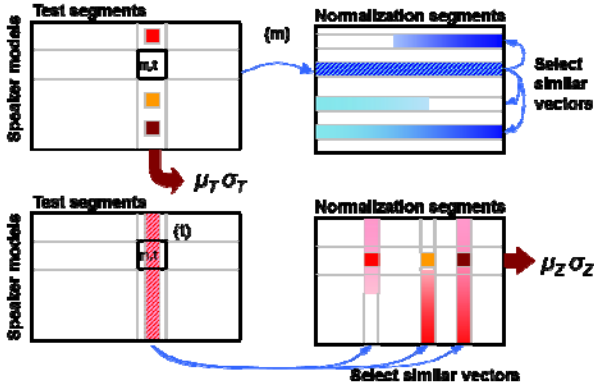 Test segments
Normalization segments
Speaker models
m,t
{m}
Select
similar
vectors
μT σT
Test segments
Normalization segments
Speaker models
m,t
{t}
μZ σZ
Select similar vectors